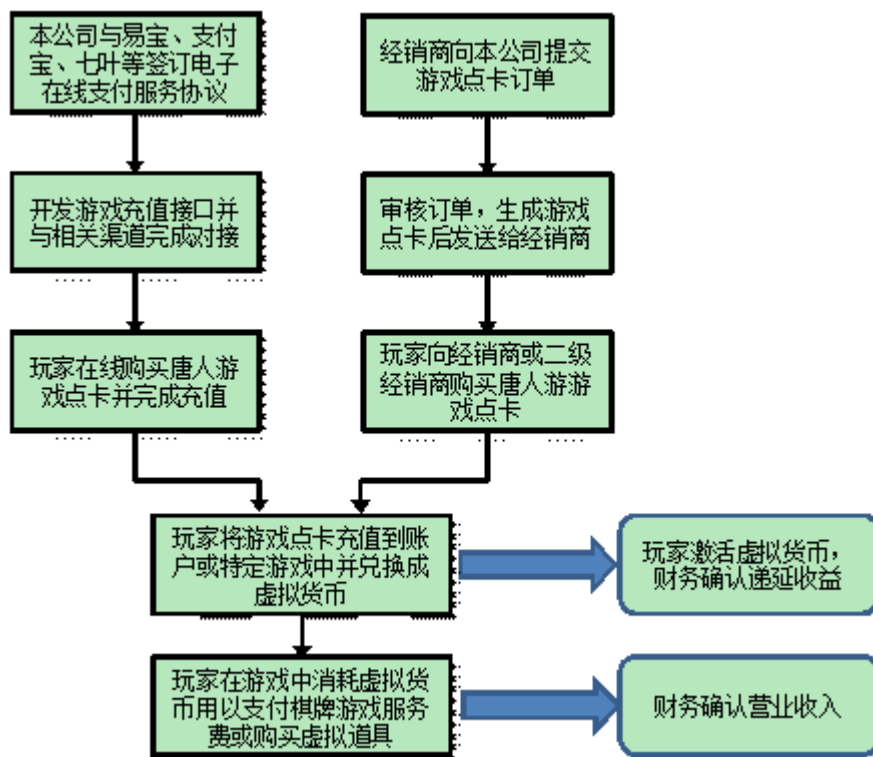 本公司与易宝、支付
宝、七叶等签订电子
在线支付服务协议
经销商向本公司提交
游戏点卡订单
开发游戏充值接口并
与相关渠道完成对接
审核订单，生成游戏
点卡后发送给经销商
玩家在线购买唐人游
戏点卡并完成充值
玩家向经销商或二级
经销商购买唐人游游
戏点卡
玩家将游戏点卡充值到账
户或特定游戏中并兑换成
虚拟货币
玩家激活虚拟货币，
财务确认递延收益
玩家在游戏中消耗虚拟货
币用以支付棋牌游戏服务
费或购买虚拟道具
财务确认营业收入